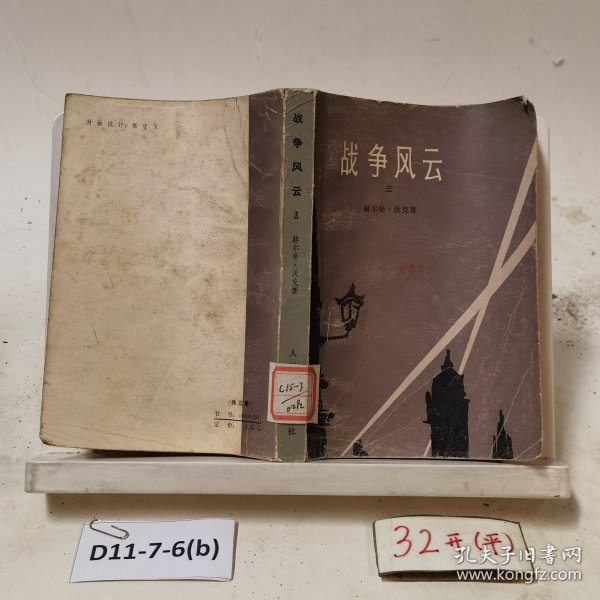 封面设计：张守义
战争风云
3
赫尔曼·沃克著
人
社
C15-3
0292
战争风云
三
赫尔曼·沃克著
(共三册)
书号
定价
D11-7-6(b)
32开(平)
孔夫子旧书网
www.kongfz.com